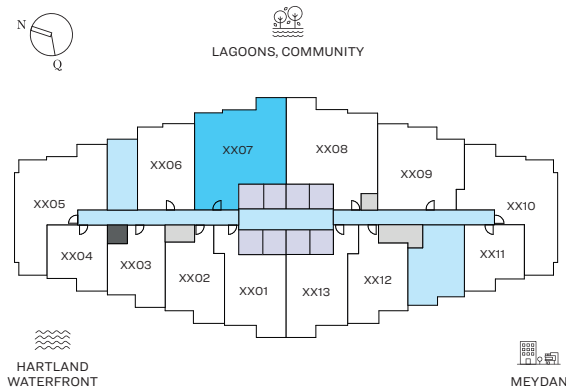 N
Q
LAGOONS, COMMUNITY
XX06
XX07
XX08
XX09
XX05
XX10
XX04
XX03
XX02
XX01
XX13
XX12
XX11
HARTLAND
WATERFRONT
MEYDAN